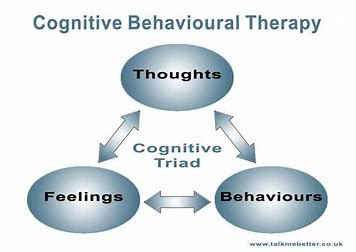 Cognitive Behavioural Therapy
Thoughts
Cognitive
Triad
Feelings
Behaviours
www.talkmebetter.co.uk